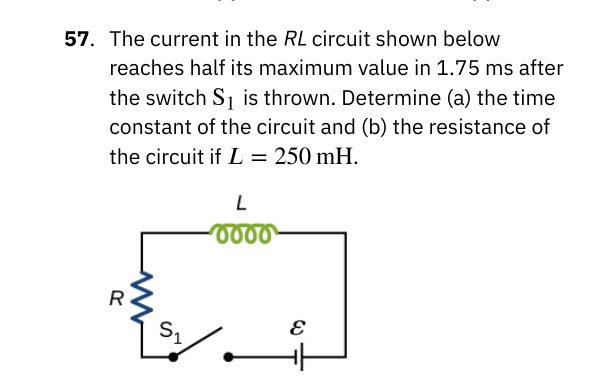 57. The current in the RL circuit shown below
reaches half its maximum value in 1.75 ms after
the switch S₁ is thrown. Determine (a) the time
constant of the circuit and (b) the resistance of
the circuit if L = 250 mH.
L
R
S₁
ℰ